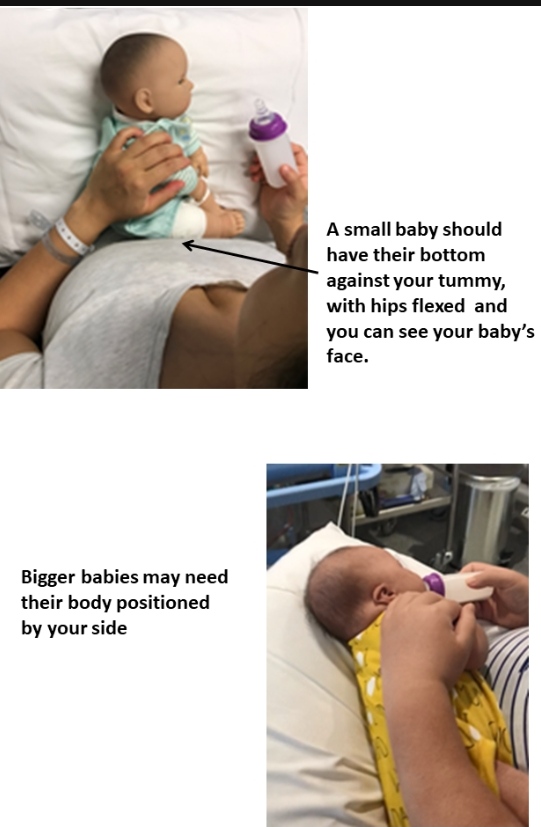 A small baby should
have their bottom
against your tummy,
with hips flexed and
you can see your baby's
face.
Bigger babies may need
their body positioned
by your side